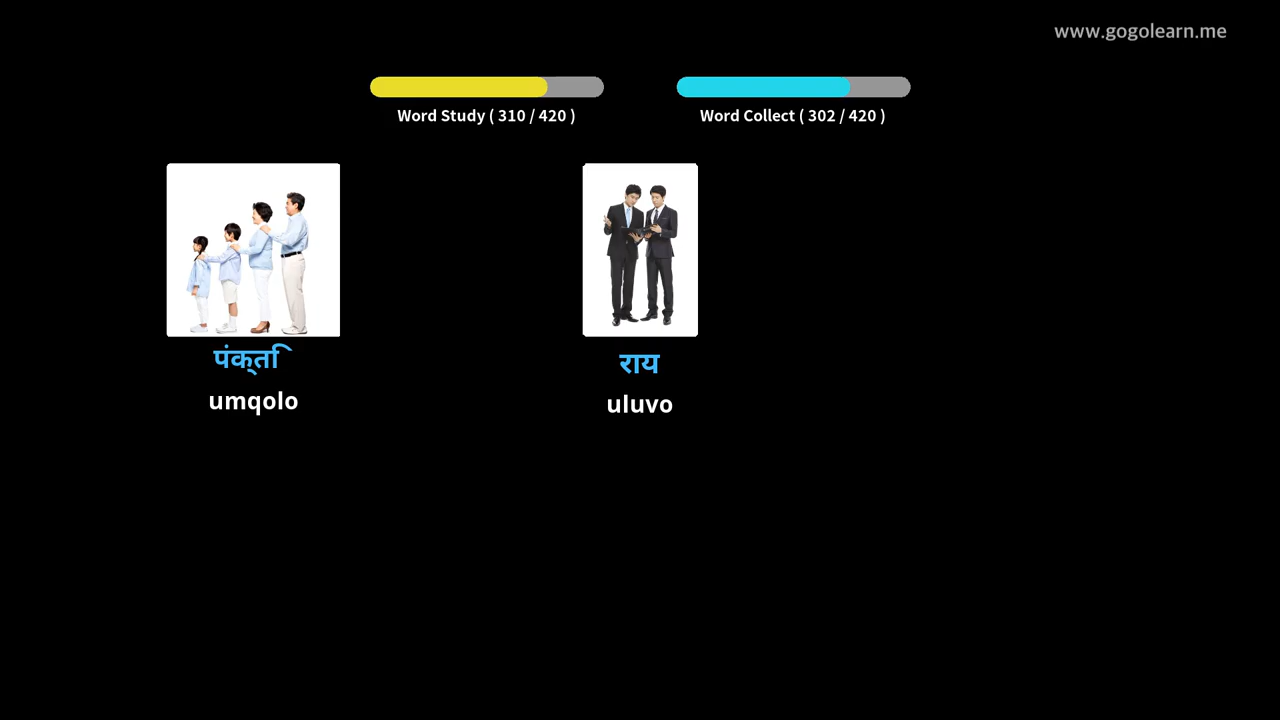 www.gogolearn.me
Word Study ( 310 / 420 )
Word Collect ( 302 / 420 )
पंक्ति
umqolo
राय
uluvo